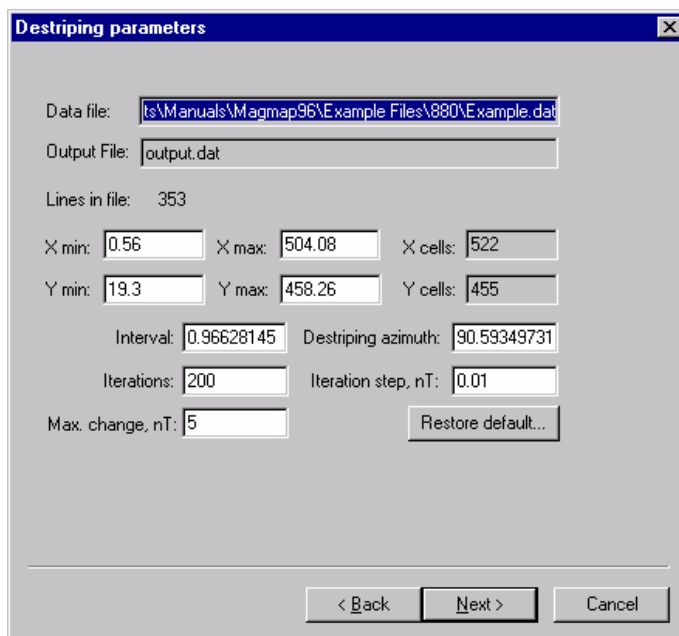 Destriping parameters
Data file: ts\Manuals\Magmap96\Example Files\880\Example.dat
Output File: output.dat
Lines in file: 353
X min: 0.56 X max: 504.08 X cells: 522
Y min: 19.3 Y max: 458.26 Y cells: 455
Interval: 0.96628145 Destriping azimuth: 90.59349731
Iterations: 200 Iteration step, nT: 0.01
Max. change, nT: 5 Restore default...
< Back Next > Cancel